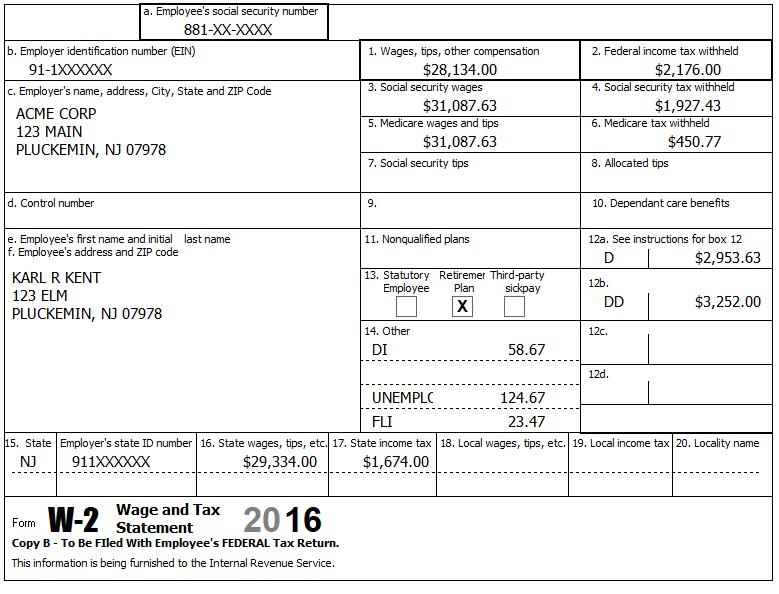 a. Employee's social security number
881-XX-XXXX
b. Employer identification number (EIN)
91-1XXXXXX
1. Wages, tips, other compensation
$28,134.00
2. Federal income tax withheld
$2,176.00
c. Employer's name, address, City, State and ZIP Code
ACME CORP
123 MAIN
PLUCKEMIN, NJ 07978
3. Social security wages
$31,087.63
4. Social security tax withheld
$1,927.43
5. Medicare wages and tips
$31,087.63
6. Medicare tax withheld
$450.77
7. Social security tips
8. Allocated tips
d. Control number
9.
10. Dependant care benefits
e. Employee's first name and initial last name
f. Employee's address and ZIP code
KARL R KENT
123 ELM
PLUCKEMIN, NJ 07978
11. Nonqualified plans
12a. See instructions for box 12
D $2,953.63
13. Statutory Employee
Retiremer Plan
Third-party sickpay
X
12b.
DD $3,252.00
14. Other
DI 58.67
UNEMPLC 124.67
FLI 23.47
12c.
12d.
15. State Employer's state ID number 16. State wages, tips, etc. 17. State income tax 18. Local wages, tips, etc. 19. Local income tax 20. Locality name
NJ 911XXXXXX $29,334.00 $1,674.00
Form W-2 Wage and Tax Statement 2016
Copy B - To Be FIled With Employee's FEDERAL Tax Return.
This information is being furnished to the Internal Revenue Service.